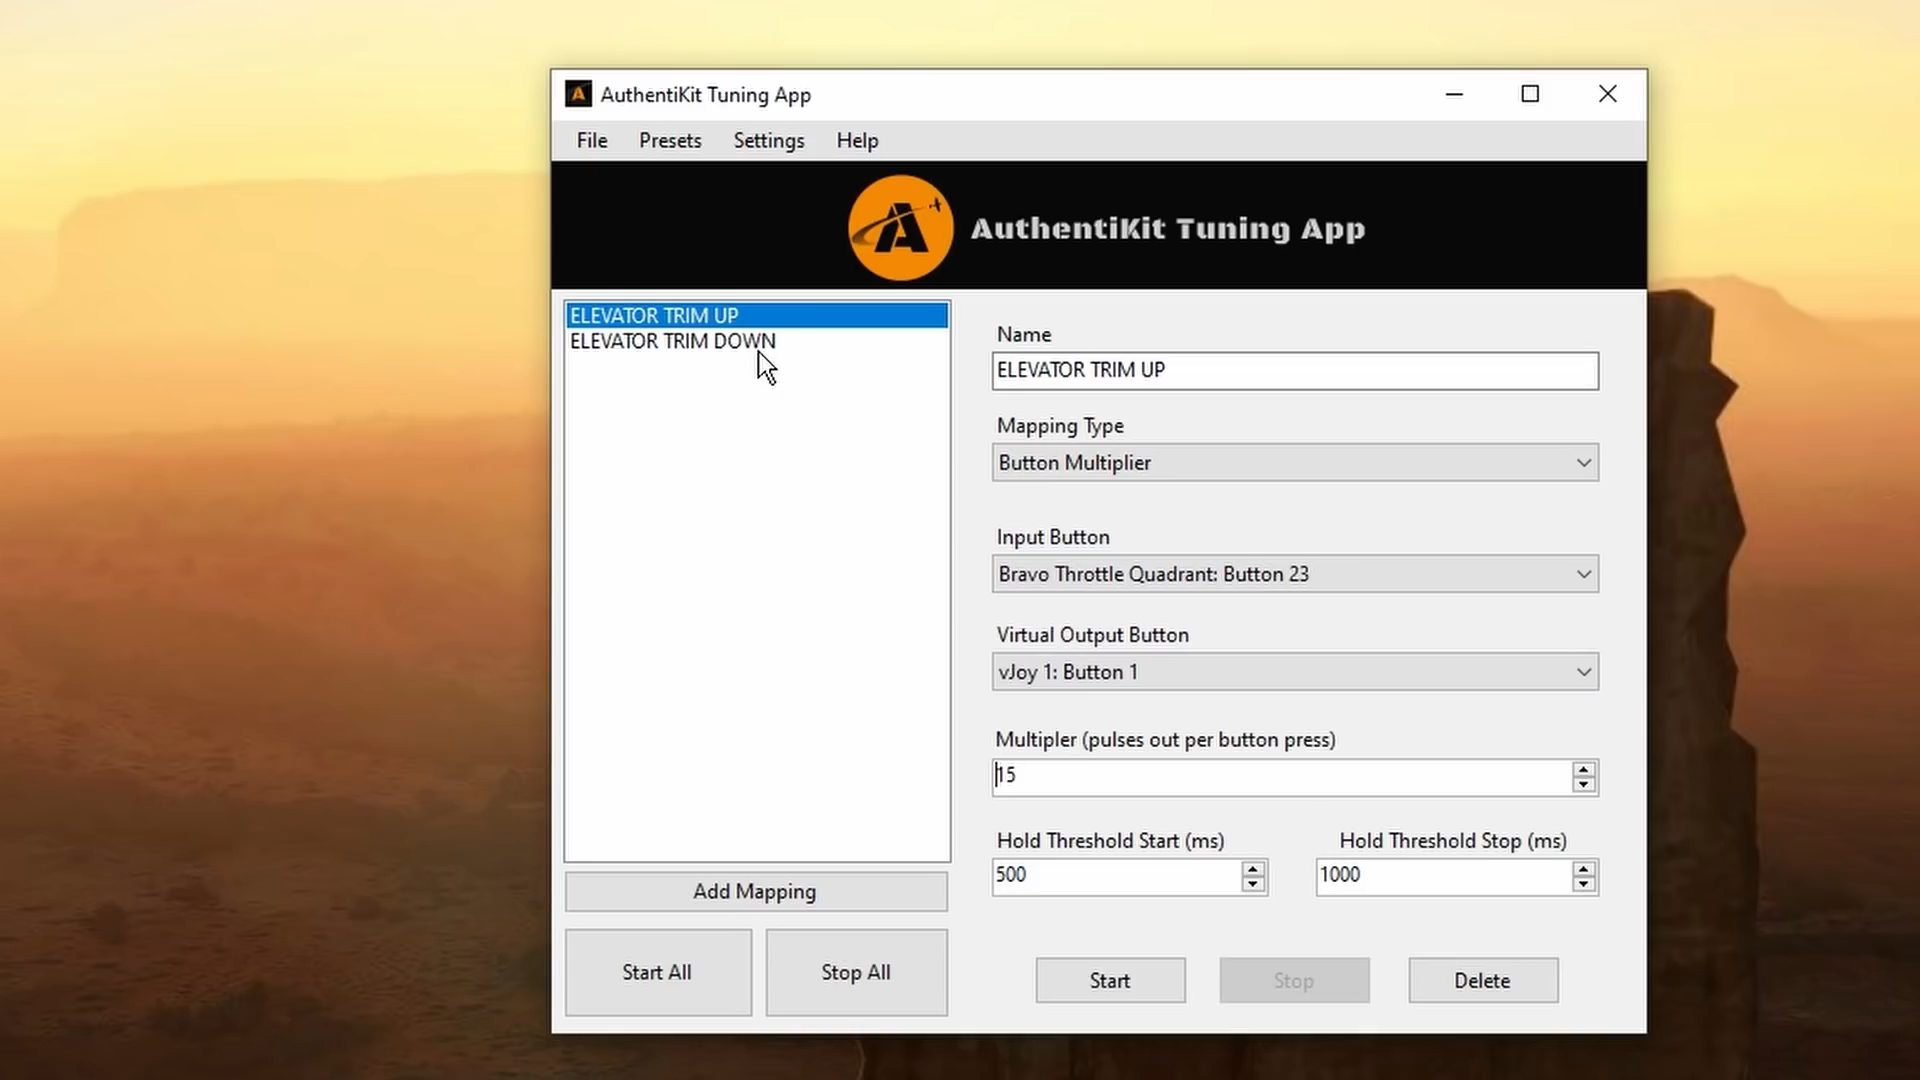 AuthentiKit Tuning App
File Presets Settings Help
AuthentiKit Tuning App
ELEVATOR TRIM UP
ELEVATOR TRIM DOWN
Name
ELEVATOR TRIM UP
Mapping Type
Button Multiplier
Input Button
Bravo Throttle Quadrant: Button 23
Virtual Output Button
vJoy 1: Button 1
Multipler (pulses out per button press)
15
Hold Threshold Start (ms) Hold Threshold Stop (ms)
500 1000
Add Mapping
Start All Stop All
Start Stop Delete